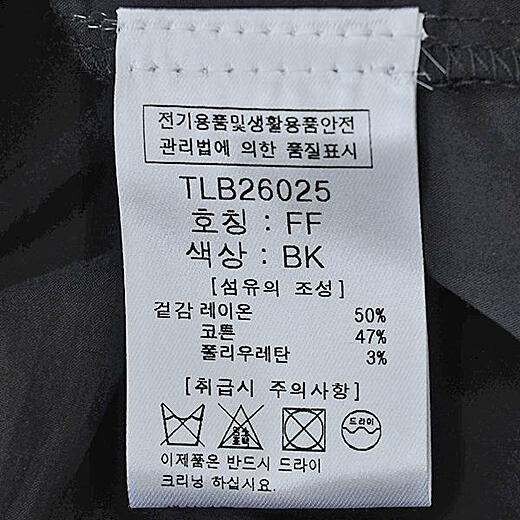 전기용품및생활용품안전
관리법에 의한 품질표시
TLB26025
호칭 : FF
색상 : BK
[섬유의 조성]
겉감 레이온 50%
코튼 47%
폴리우레탄 3%
[취급시 주의사항]
드라이
이제품은 반드시 드라이
크리닝 하십시요.